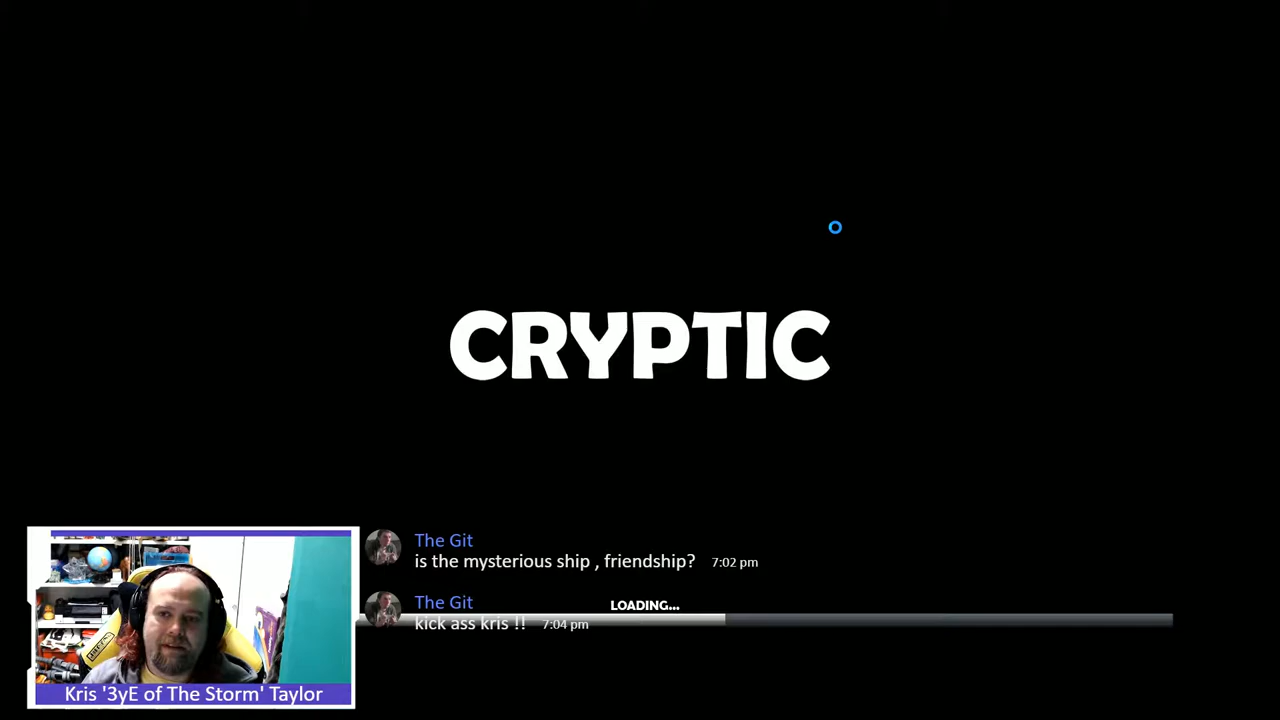 CRYPTIC
The Git
is the mysterious ship , friendship? 7:02 pm
The Git
LOADING...
kick ass kris !! 7:04 pm
Kris '3yE of The Storm' Taylor